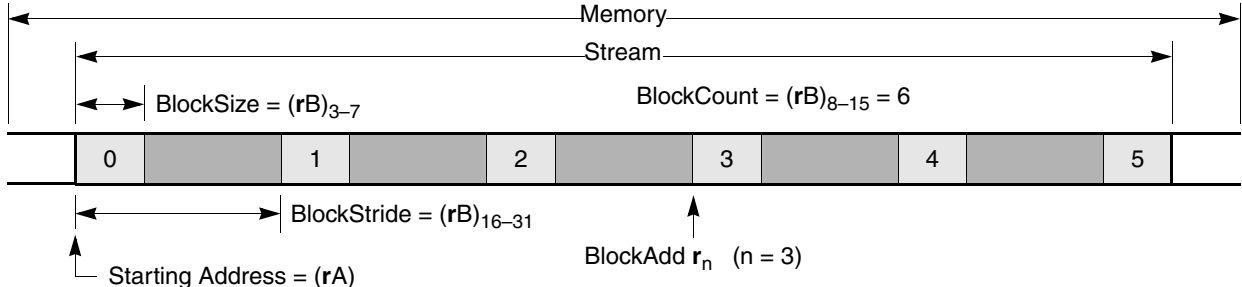 Memory
Stream
BlockSize = (rB)3–7
BlockCount = (rB)8–15 = 6
0 1 2 3 4 5
BlockStride = (rB)16–31
BlockAdd rn (n = 3)
Starting Address = (rA)